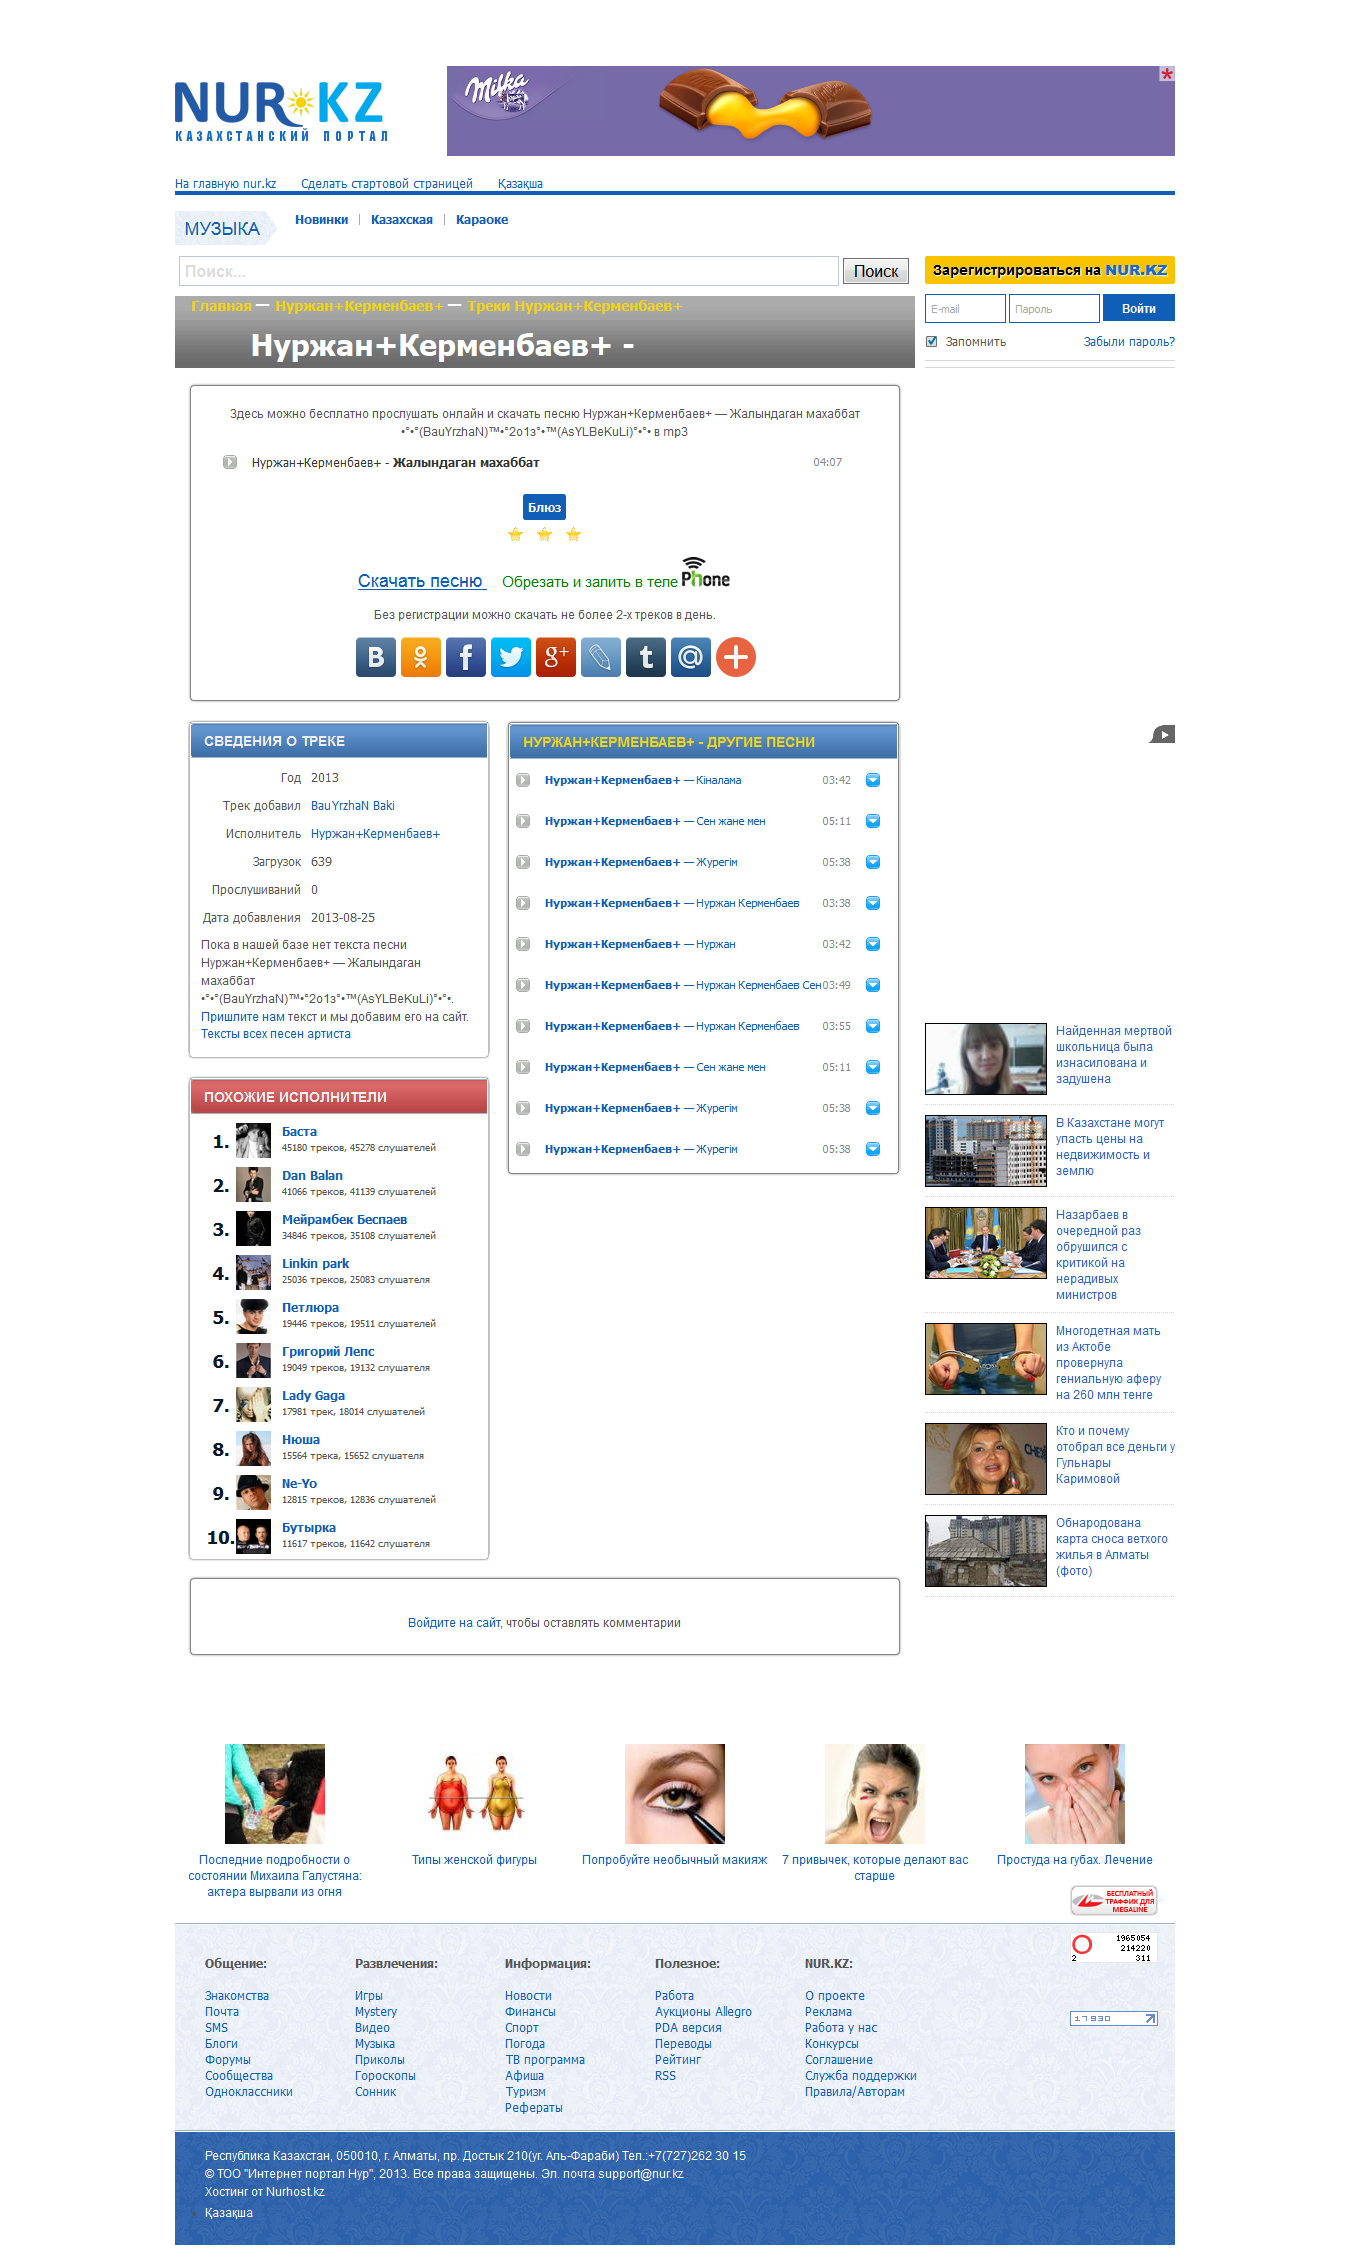 NUR KZ
КАЗАХСТАНСКИЙ ПОРТАЛ
Milka
На главную nur.kz Сделать стартовой страницей Қазақша
МУЗЫКА Новинки Казахская Караоке
Поиск... Поиск
Зарегистрироваться на NUR.KZ
E-mail Пароль Войти
Запомнить Забыли пароль?
Главная — Нуржан+Керменбаев+ — Треки Нуржан+Керменбаев+
Нуржан+Керменбаев+ -
Здесь можно бесплатно прослушать онлайн и скачать песню Нуржан+Керменбаев+ — Жалындаган махаббат
•°•°(BauYrzhaN)™•°2о1з°•™(AsYLBeKuLi)°•°• в mp3
Нуржан+Керменбаев+ - Жалындаган махаббат 04:07
Блюз
Скачать песню Обрезать и залить в теле Phone
Без регистрации можно скачать не более 2-х треков в день.
СВЕДЕНИЯ О ТРЕКЕ
Год 2013
Трек добавил BauYrzhaN Baki
Исполнитель Нуржан+Керменбаев+
Загрузок 639
Прослушиваний 0
Дата добавления 2013-08-25
Пока в нашей базе нет текста песни
Нуржан+Керменбаев+ — Жалындаган
махаббат
•°•°(BauYrzhaN)™•°2о1з°•™(AsYLBeKuLi)°•°•.
Пришлите нам текст и мы добавим его на сайт.
Тексты всех песен артиста
НУРЖАН+КЕРМЕНБАЕВ+ - ДРУГИЕ ПЕСНИ
Нуржан+Керменбаев+ — Кіналама 03:42
Нуржан+Керменбаев+ — Сен жане мен 05:11
Нуржан+Керменбаев+ — Журегім 05:38
Нуржан+Керменбаев+ — Нуржан Керменбаев 03:38
Нуржан+Керменбаев+ — Нуржан 03:42
Нуржан+Керменбаев+ — Нуржан Керменбаев Сен 03:49
Нуржан+Керменбаев+ — Нуржан Керменбаев 03:55
Нуржан+Керменбаев+ — Сен жане мен 05:11
Нуржан+Керменбаев+ — Журегім 05:38
Нуржан+Керменбаев+ — Журегім 05:38
ПОХОЖИЕ ИСПОЛНИТЕЛИ
1. Баста
45180 треков, 45278 слушателей
2. Dan Balan
41066 треков, 41139 слушателей
3. Мейрамбек Беспаев
34846 треков, 35108 слушателей
4. Linkin park
25036 треков, 25083 слушателя
5. Петлюра
19446 треков, 19511 слушателей
6. Григорий Лепс
19049 треков, 19132 слушателя
7. Lady Gaga
17981 трек, 18014 слушателей
8. Нюша
15564 трека, 15652 слушателя
9. Ne-Yo
12815 треков, 12836 слушателей
10. Бутырка
11617 треков, 11642 слушателя
Найденная мертвой
школьница была
изнасилована и
задушена
В Казахстане могут
упасть цены на
недвижимость и
землю
Назарбаев в
очередной раз
обрушился с
критикой на
нерадивых
министров
Многодетная мать
из Актобе
провернула
гениальную аферу
на 260 млн тенге
Кто и почему
отобрал все деньги у
Гульнары
Каримовой
Обнародована
карта сноса ветхого
жилья в Алматы
(фото)
Войдите на сайт, чтобы оставлять комментарии
Последние подробности о
состоянии Михаила Галустяна:
актера вырвали из огня
Типы женской фигуры
Попробуйте необычный макияж
7 привычек, которые делают вас
старше
Простуда на губах. Лечение
БЕСПЛАТНЫЙ
ТРАФФИК ДЛЯ
MEGALINE
1965054
214220
2 311
17930
Общение:
Знакомства
Почта
SMS
Блоги
Форумы
Сообщества
Одноклассники
Развлечения:
Игры
Mystery
Видео
Музыка
Приколы
Гороскопы
Сонник
Информация:
Новости
Финансы
Спорт
Погода
ТВ программа
Афиша
Туризм
Рефераты
Полезное:
Работа
Аукционы Allegro
PDA версия
Переводы
Рейтинг
RSS
NUR.KZ:
О проекте
Реклама
Работа у нас
Конкурсы
Соглашение
Служба поддержки
Правила/Авторам
Республика Казахстан, 050010, г. Алматы, пр. Достык 210(уг. Аль-Фараби) Тел.:+7(727)262 30 15
© ТОО "Интернет портал Нур", 2013. Все права защищены. Эл. почта support@nur.kz
Хостинг от Nurhost.kz
Қазақша